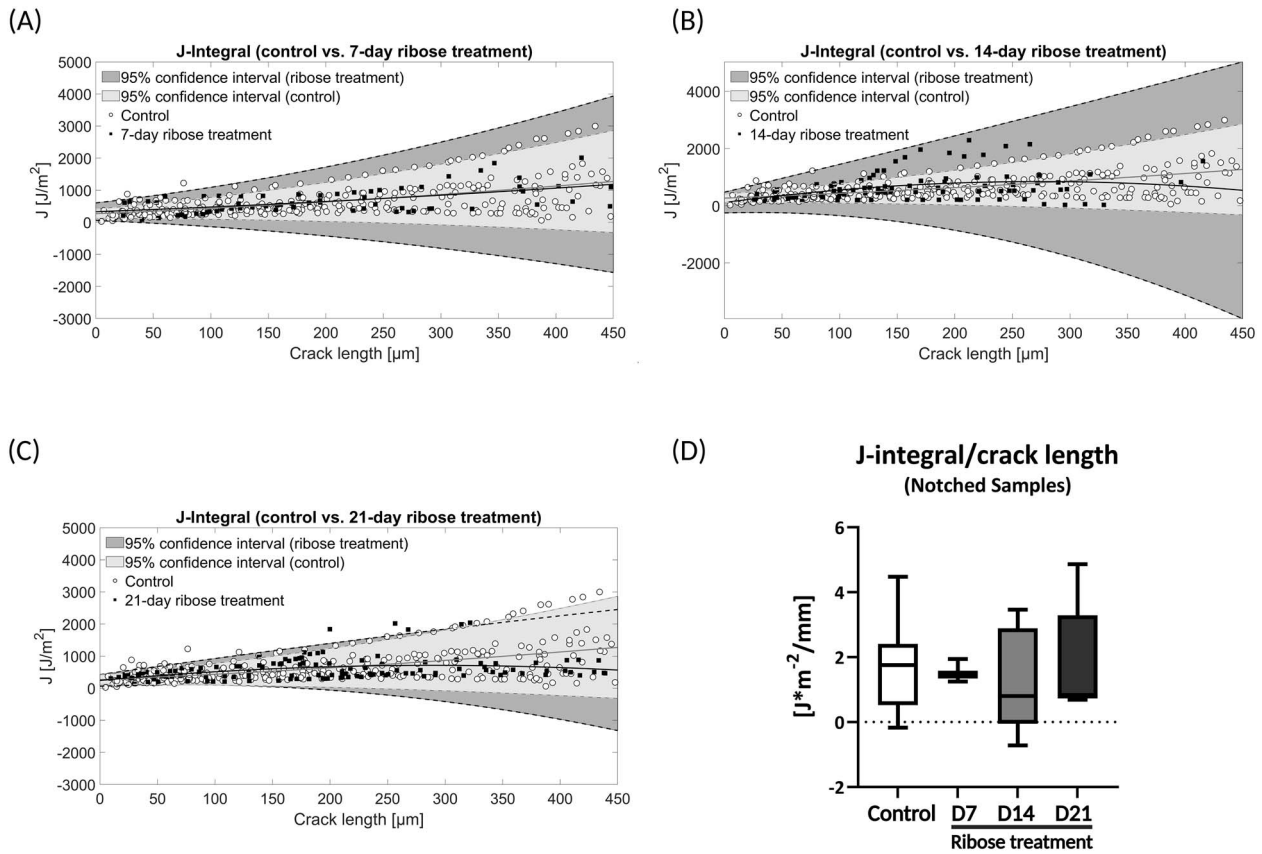 (A)
J-Integral (control vs. 7-day ribose treatment)
5000
4000
3000
2000
1000
0
-1000
-2000
-3000
J [J/m²]
95% confidence interval (ribose treatment)
95% confidence interval (control)
Control
7-day ribose treatment
0 50 100 150 200 250 300 350 400 450
Crack length [µm]
(B)
J-Integral (control vs. 14-day ribose treatment)
4000
2000
0
-2000
J [J/m²]
95% confidence interval (ribose treatment)
95% confidence interval (control)
Control
14-day ribose treatment
0 50 100 150 200 250 300 350 400 450
Crack length [µm]
(C)
J-Integral (control vs. 21-day ribose treatment)
5000
4000
3000
2000
1000
0
-1000
-2000
-3000
J [J/m²]
95% confidence interval (ribose treatment)
95% confidence interval (control)
Control
21-day ribose treatment
0 50 100 150 200 250 300 350 400 450
Crack length [µm]
(D)
J-integral/crack length
(Notched Samples)
6
4
2
0
-2
[J*m⁻²/mm]
Control D7 D14 D21
Ribose treatment